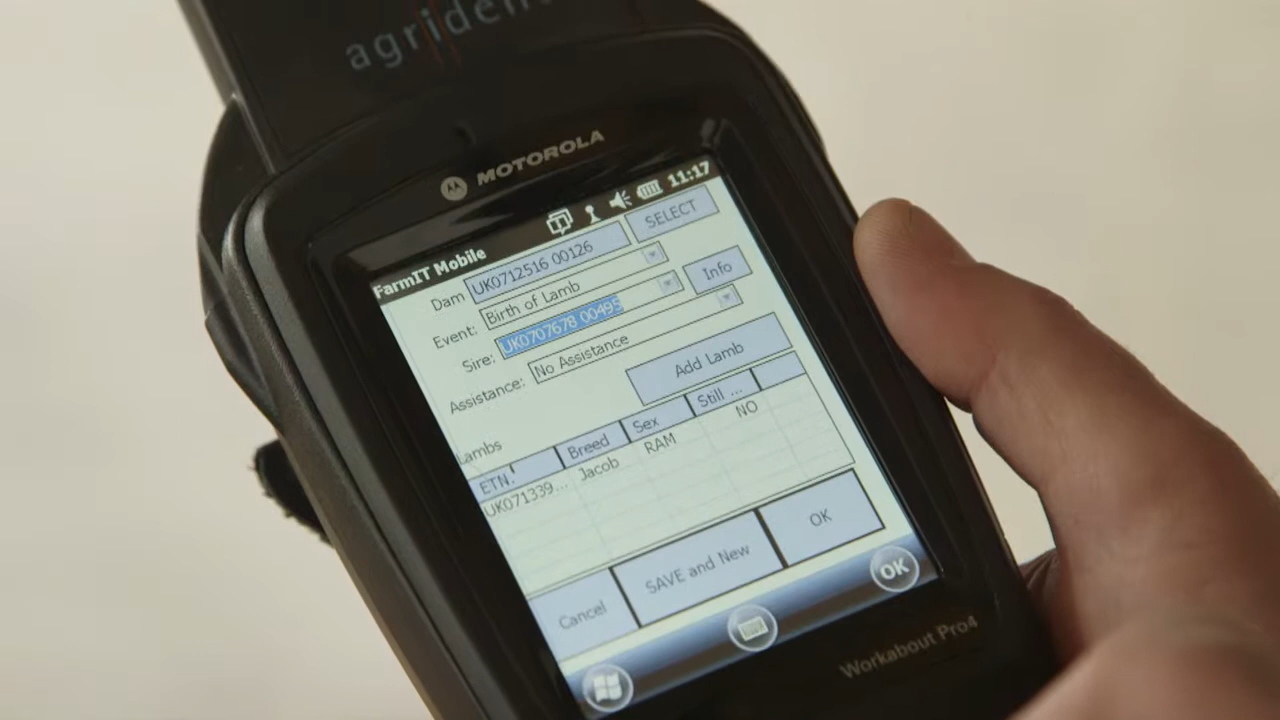 agrident
MOTOROLA
11:17
FarmIT Mobile
Dam UK0712516 00126 SELECT
Event: Birth of Lamb
Sire: UK0707678 00495 Info
Assistance: No Assistance
Add Lamb
Lambs
ETN. Breed Sex Still ...
UK071339... Jacob RAM NO
Cancel SAVE and New OK
OK
Workabout Pro4